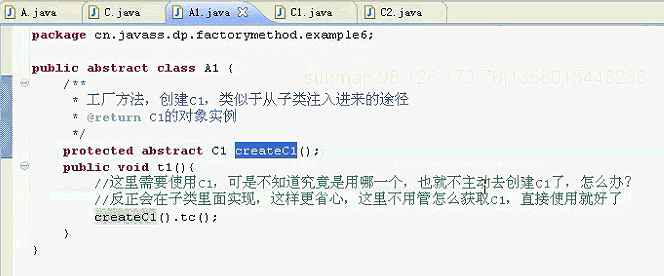 A.java C.java A1.java C1.java C2.java
package cn.javass.dp.factorymethod.example6;
public abstract class A1 {
/**
sunman 98 126 173 76 1358015448256
* 工厂方法，创建C1，类似于从子类注入进来的途径
* @return C1的对象实例
*/
protected abstract C1 createC1();
public void t1(){
//这里需要使用C1，可是不知道究竟是用哪一个，也就不主动去创建C1了，怎么办？
//反正会在子类里面实现，这样更省心，这里不用管怎么获取C1，直接使用就好了
createC1().tc();
}
}